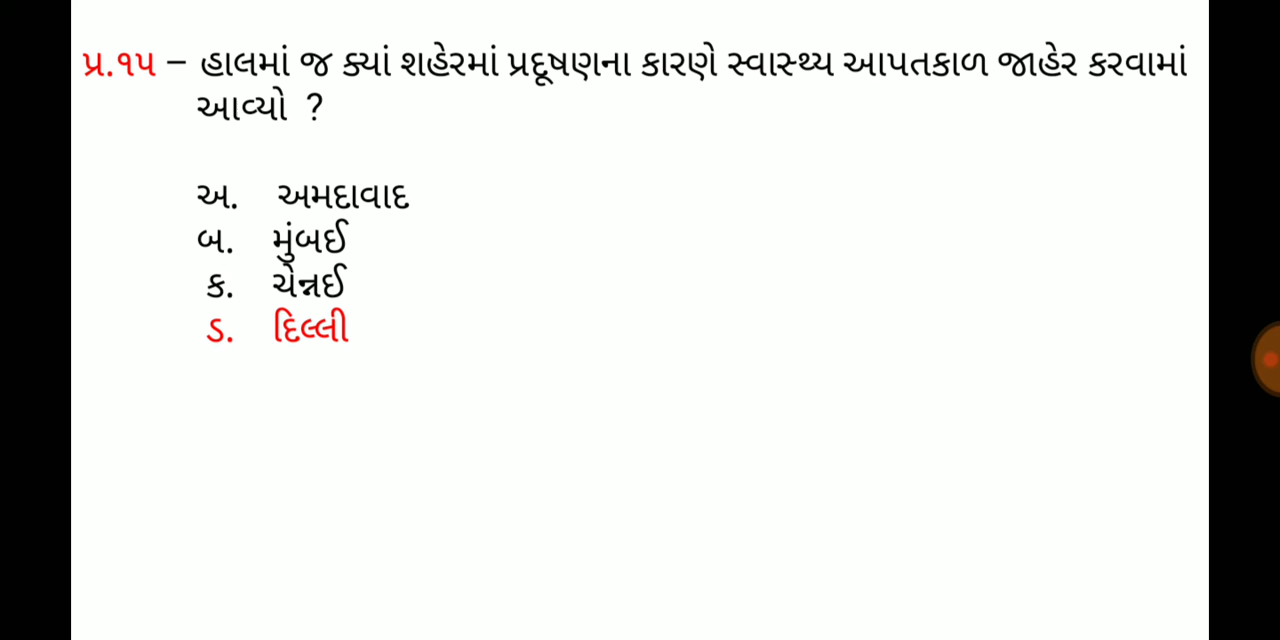 પ્ર.૧૫ – હાલમાં જ ક્યાં શહેરમાં પ્રદૂષણના કારણે સ્વાસ્થ્ય આપતકાળ જાહેર કરવામાં
આવ્યો ?
અ. અમદાવાદ
બ. મુંબઈ
ક. ચેન્નઈ
ડ. દિલ્લી